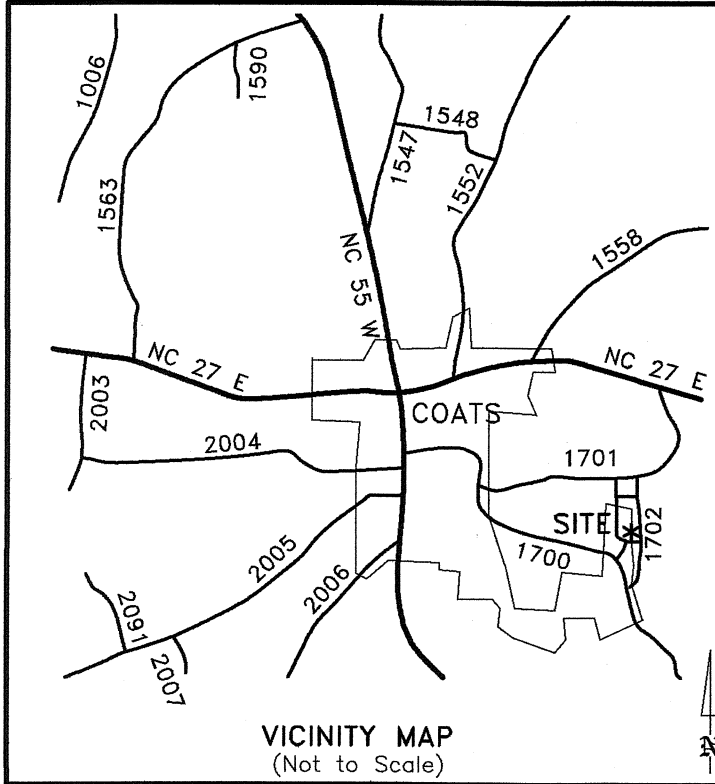 1006
1590
1548
1547
1552
1563
1558
NC 55 W
NC 27 E
NC 27 E
2003
COATS
2004
1701
SITE
1702
1700
2005
2006
2091
2007
VICINITY MAP
(Not to Scale)
N